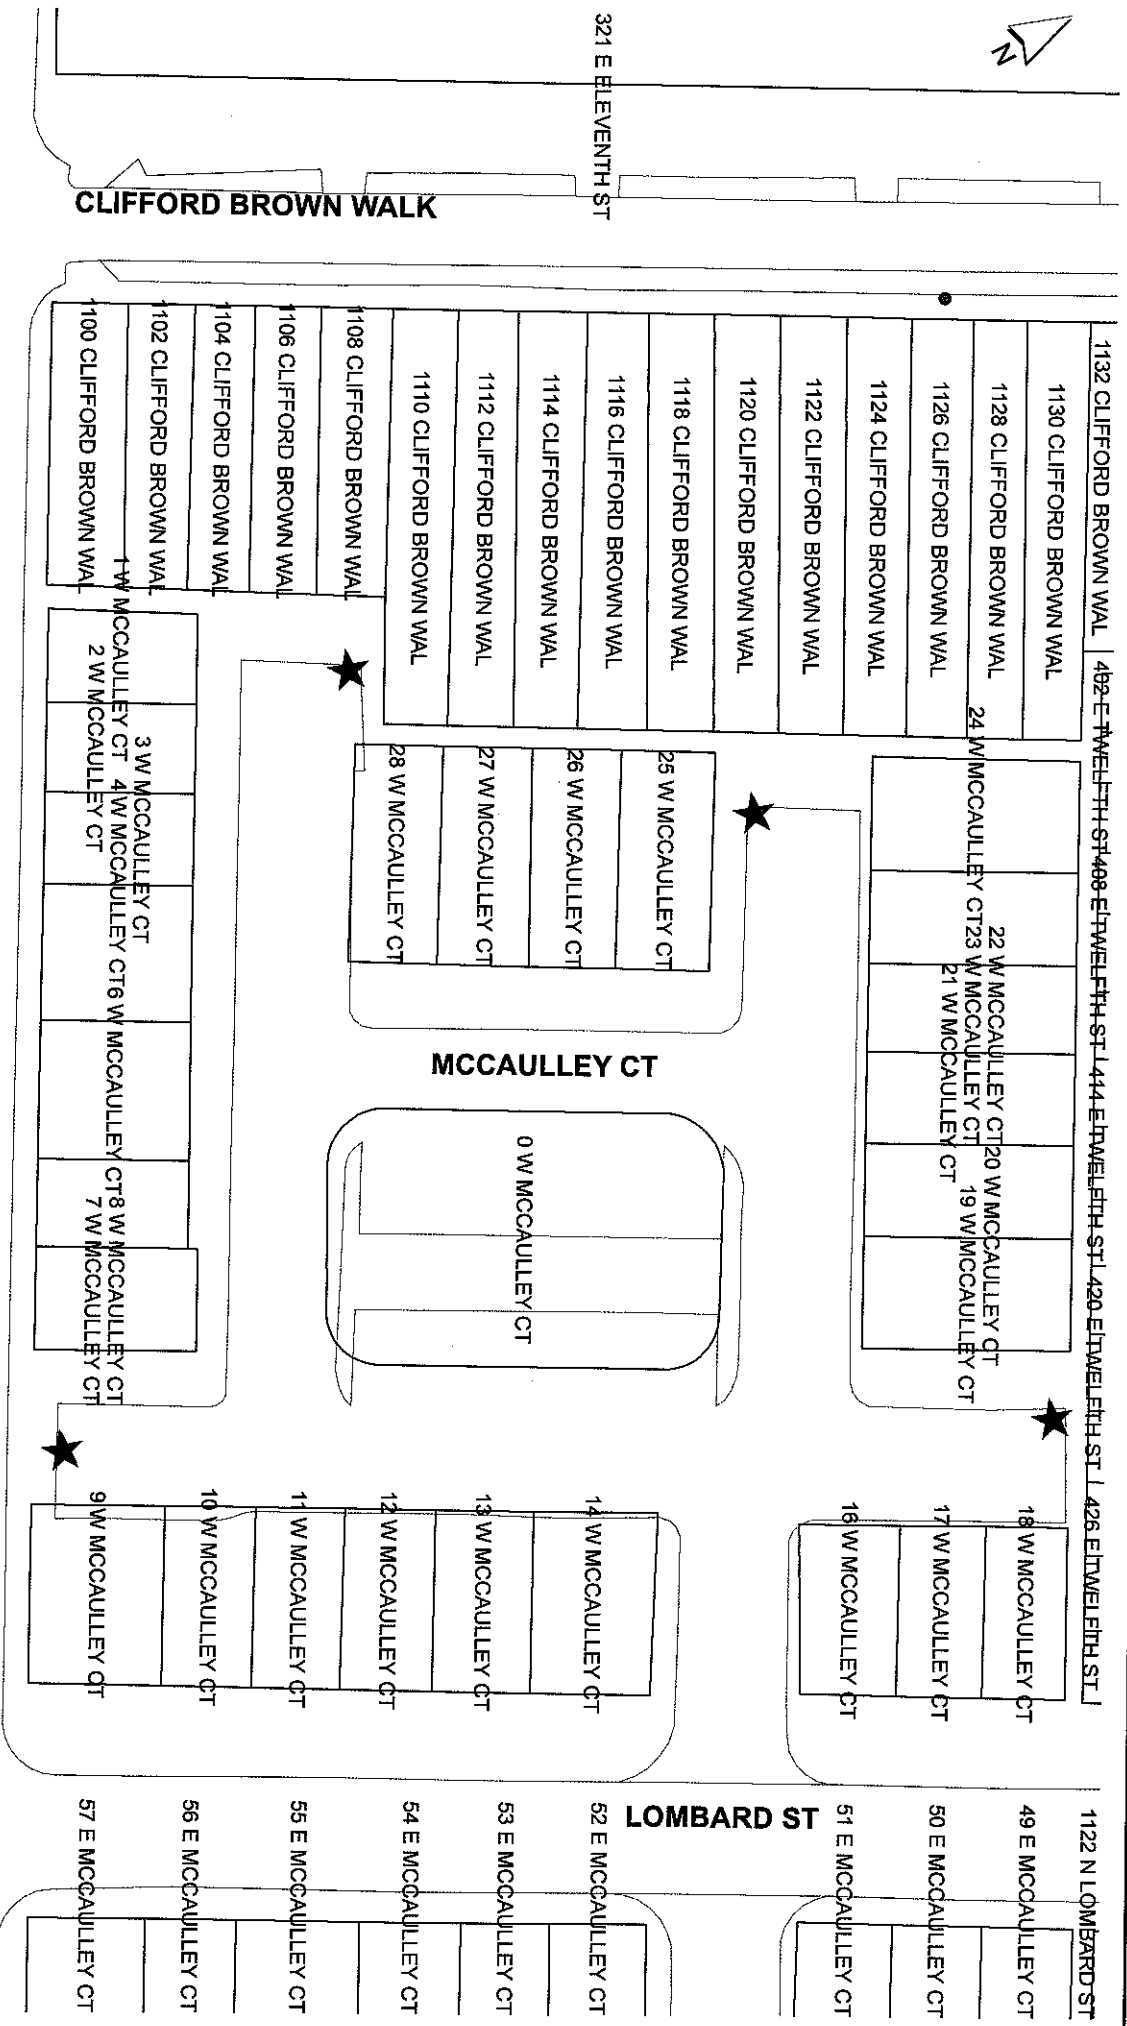 N
321 E ELEVENTH ST
CLIFFORD BROWN WALK
1100 CLIFFORD BROWN WAL
1102 CLIFFORD BROWN WAL
1104 CLIFFORD BROWN WAL
1106 CLIFFORD BROWN WAL
1108 CLIFFORD BROWN WAL
1110 CLIFFORD BROWN WAL
1112 CLIFFORD BROWN WAL
1114 CLIFFORD BROWN WAL
1116 CLIFFORD BROWN WAL
1118 CLIFFORD BROWN WAL
1120 CLIFFORD BROWN WAL
1122 CLIFFORD BROWN WAL
1124 CLIFFORD BROWN WAL
1126 CLIFFORD BROWN WAL
1128 CLIFFORD BROWN WAL
1130 CLIFFORD BROWN WAL
1132 CLIFFORD BROWN WAL
402 E TWELFTH ST
408 E TWELFTH ST
414 E TWELFTH ST
420 E TWELFTH ST
426 E TWELFTH ST
1 W MCCAULLEY CT
2 W MCCAULLEY CT
3 W MCCAULLEY CT
4 W MCCAULLEY CT
6 W MCCAULLEY CT
8 W MCCAULLEY CT
7 W MCCAULLEY CT
28 W MCCAULLEY CT
27 W MCCAULLEY CT
26 W MCCAULLEY CT
25 W MCCAULLEY CT
24 W MCCAULLEY CT
23 W MCCAULLEY CT
22 W MCCAULLEY CT
21 W MCCAULLEY CT
20 W MCCAULLEY CT
19 W MCCAULLEY CT
MCCAULLEY CT
0 W MCCAULLEY CT
9 W MCCAULLEY CT
10 W MCCAULLEY CT
11 W MCCAULLEY CT
12 W MCCAULLEY CT
13 W MCCAULLEY CT
14 W MCCAULLEY CT
16 W MCCAULLEY CT
17 W MCCAULLEY CT
18 W MCCAULLEY CT
LOMBARD ST
57 E MCCAULLEY CT
56 E MCCAULLEY CT
55 E MCCAULLEY CT
54 E MCCAULLEY CT
53 E MCCAULLEY CT
52 E MCCAULLEY CT
51 E MCCAULLEY CT
50 E MCCAULLEY CT
49 E MCCAULLEY CT
1122 N LOMBARD ST